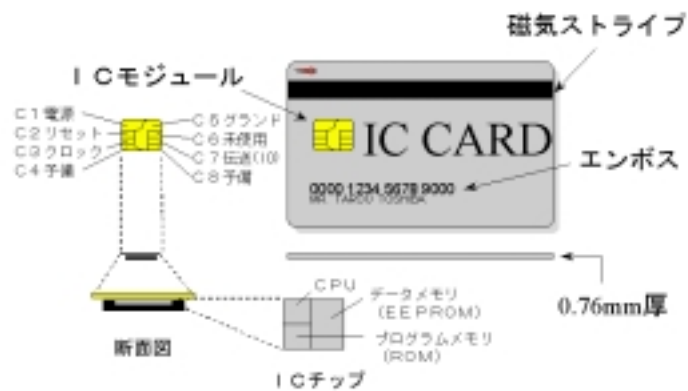 磁気ストライプ
ＩＣモジュール
C1電源
C2リセット
C3クロック
C4予備
C5グランド
C6未使用
C7伝送(IO)
C8予備
IC CARD
0000 1234 5678 9000
MR. TAROO TOSHIBA
エンボス
0.76mm厚
CPU
データメモリ
(EEPROM)
プログラムメモリ
(ROM)
断面図
ＩＣチップ